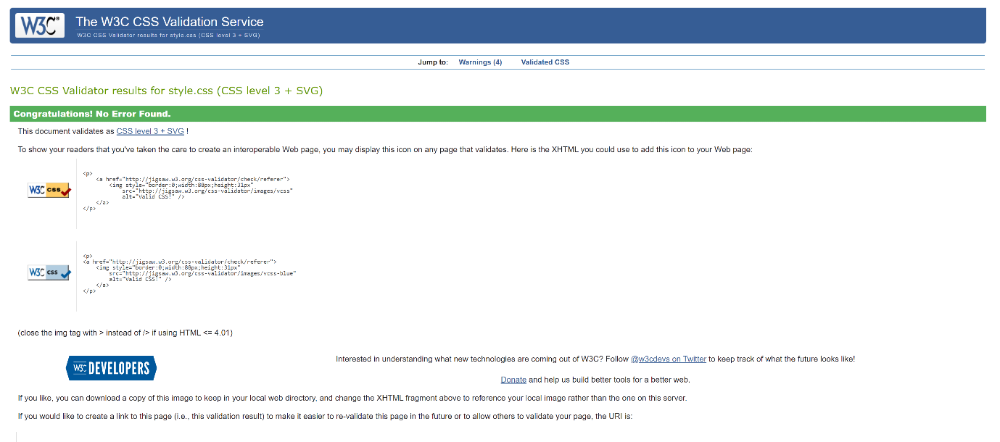 W3C®
The W3C CSS Validation Service
W3C CSS Validator results for style.css (CSS level 3 + SVG)
Jump to: Warnings (4) Validated CSS
W3C CSS Validator results for style.css (CSS level 3 + SVG)
Congratulations! No Error Found.
This document validates as CSS level 3 + SVG !
To show your readers that you've taken the care to create an interoperable Web page, you may display this icon on any page that validates. Here is the XHTML you could use to add this icon to your Web page:
W3C css
<p>
<a href="http://jigsaw.w3.org/css-validator/check/referer">
<img style="border:0;width:88px;height:31px"
src="http://jigsaw.w3.org/css-validator/images/vcss"
alt="Valid CSS!" />
</a>
</p>
W3C css
<p>
<a href="http://jigsaw.w3.org/css-validator/check/referer">
<img style="border:0;width:88px;height:31px"
src="http://jigsaw.w3.org/css-validator/images/vcss-blue"
alt="Valid CSS!" />
</a>
</p>
(close the img tag with > instead of /> if using HTML <= 4.01)
W3C DEVELOPERS
Interested in understanding what new technologies are coming out of W3C? Follow @w3cdevs on Twitter to keep track of what the future looks like!
Donate and help us build better tools for a better web.
If you like, you can download a copy of this image to keep in your local web directory, and change the XHTML fragment above to reference your local image rather than the one on this server.
If you would like to create a link to this page (i.e., this validation result) to make it easier to re-validate this page in the future or to allow others to validate your page, the URI is: